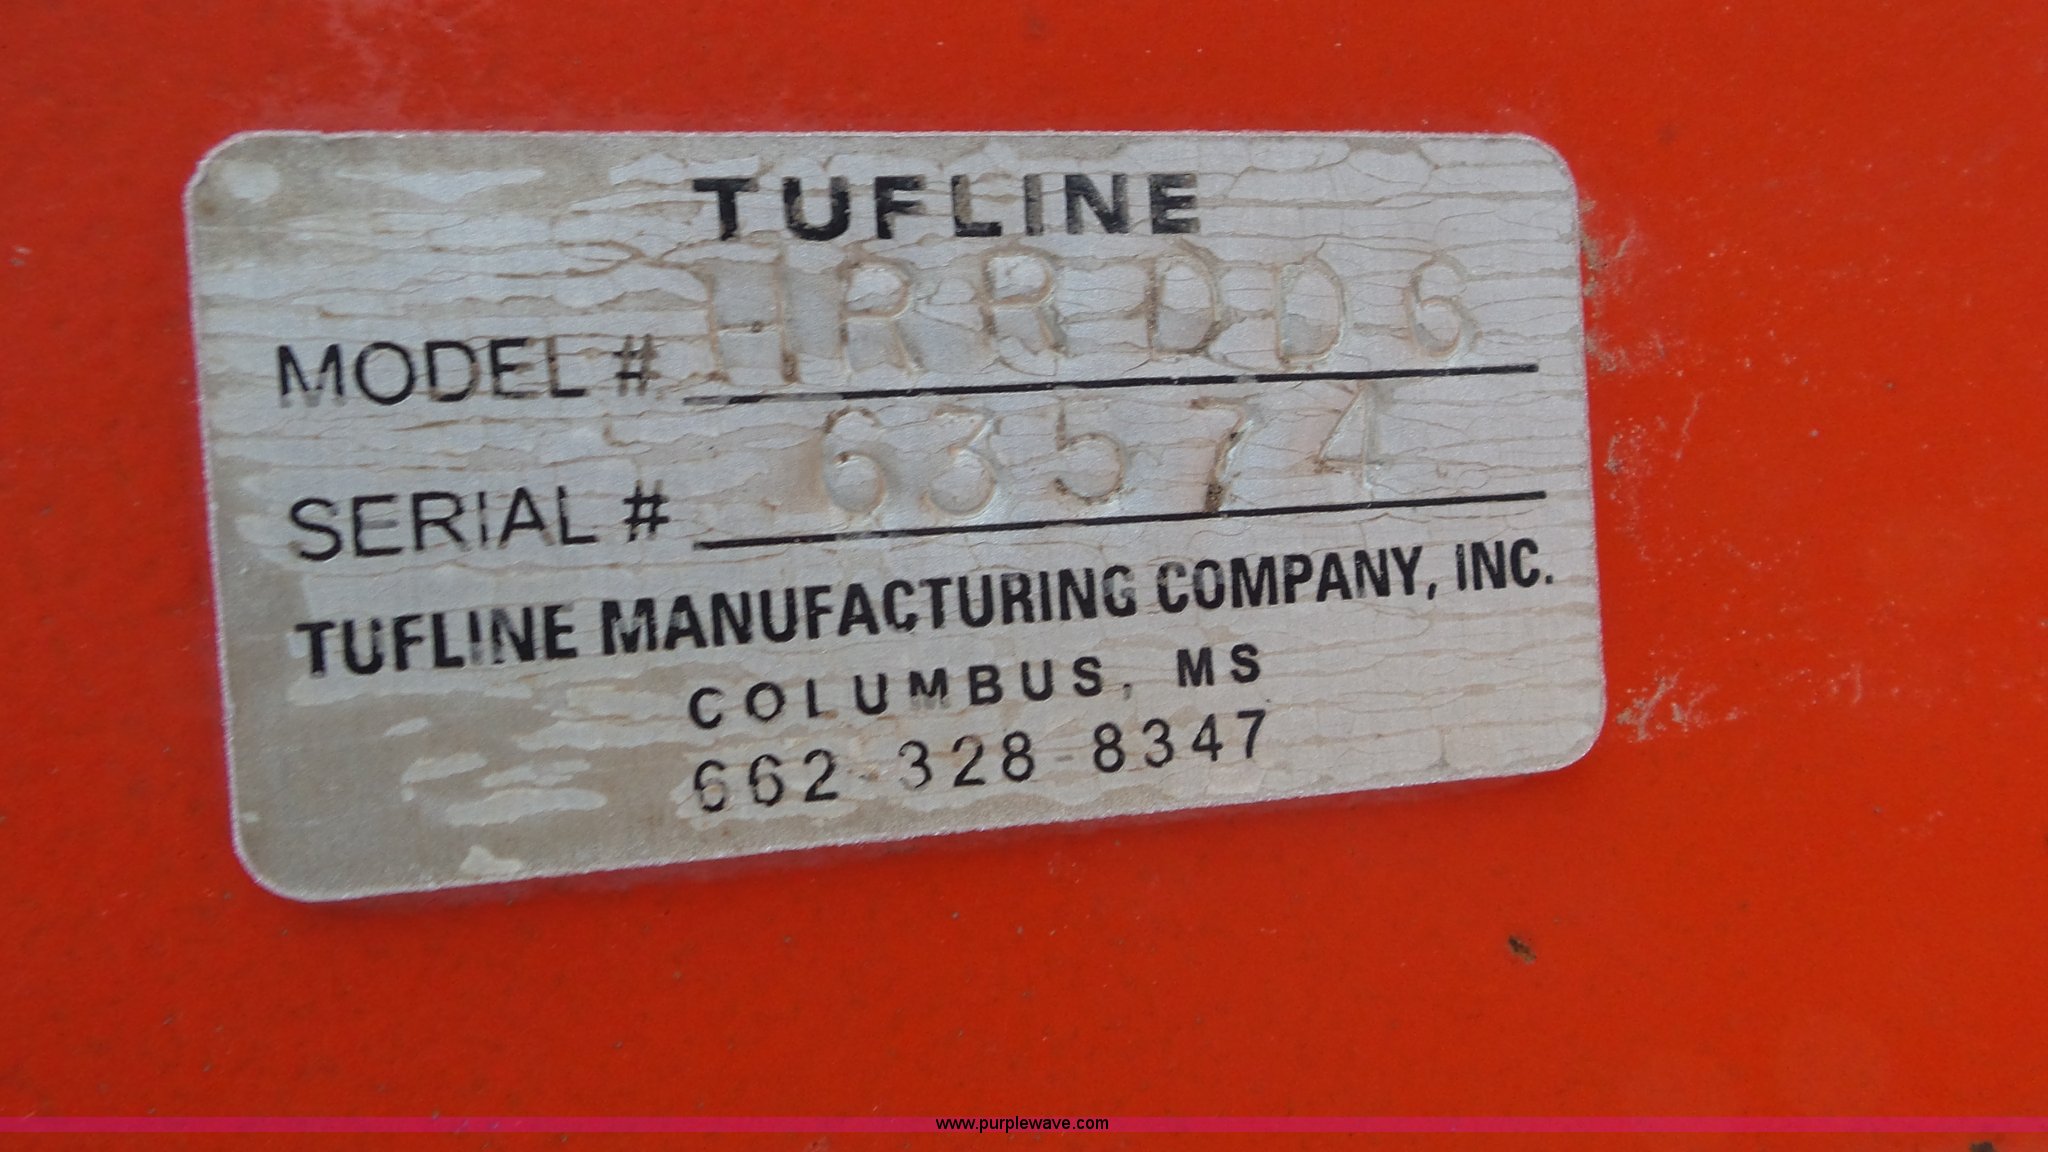 TUFLINE
MODEL # HRRDD6
SERIAL # 63574
TUFLINE MANUFACTURING COMPANY, INC.
COLUMBUS, MS
662-328-8347
www.purplewave.com